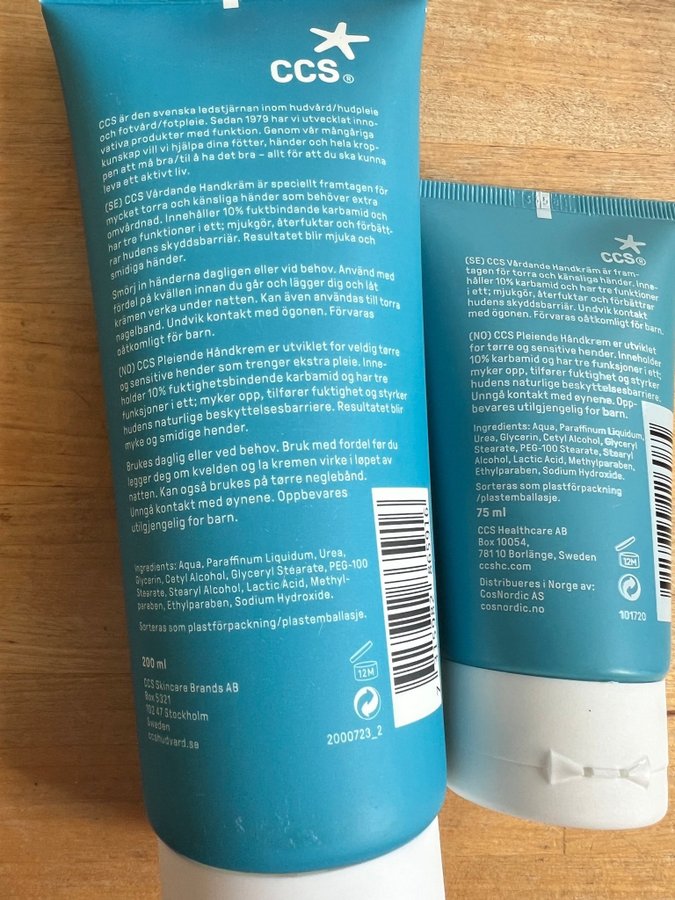 CCS®
CCS är den svenska ledstjärnan inom hudvård/hudpleie
och fotvård/fotpleie. Sedan 1979 har vi utvecklat inno-
vativa produkter med funktion. Genom vår mångåriga
kunskap vill vi hjälpa dina fötter, händer och hela krop-
pen att må bra/til å ha det bra – allt för att du ska kunna
leva ett aktivt liv.
(SE) CCS Vårdande Handkräm är speciellt framtagen för
mycket torra och känsliga händer som behöver extra
omvårdnad. Innehåller 10% fuktbindande karbamid och
har tre funktioner i ett; mjukgör, återfuktar och förbätt-
rar hudens skyddsbarriär. Resultatet blir mjuka och
smidiga händer.
Smörj in händerna dagligen eller vid behov. Använd med
fördel på kvällen innan du går och lägger dig och låt
krämen verka under natten. Kan även användas till torra
nagelband. Undvik kontakt med ögonen. Förvaras
oåtkomligt för barn.
(NO) CCS Pleiende Håndkrem er utviklet for veldig tørre
og sensitive hender som trenger ekstra pleie. Inne-
holder 10% fuktighetsbindende karbamid og har tre
funksjoner i ett; myker opp, tilfører fuktighet og styrker
hudens naturlige beskyttelsesbarriere. Resultatet blir
myke og smidige hender.
Brukes daglig eller ved behov. Bruk med fordel før du
legger deg om kvelden og la kremen virke i løpet av
natten. Kan også brukes på tørre neglebånd.
Unngå kontakt med øynene. Oppbevares
utilgjengelig for barn.
Ingredients: Aqua, Paraffinum Liquidum, Urea,
Glycerin, Cetyl Alcohol, Glyceryl Stearate, PEG-100
Stearate, Stearyl Alcohol, Lactic Acid, Methyl-
paraben, Ethylparaben, Sodium Hydroxide.
Sorteras som plastförpackning/plastemballasje.
200 ml
CCS Skincare Brands AB
Box 5321
102 47 Stockholm
Sweden
ccshudvard.se
12M
2000723_2
CCS®
(SE) CCS Vårdande Handkräm är fram-
tagen för torra och känsliga händer. Inne-
håller 10% karbamid och har tre funktioner
i ett; mjukgör, återfuktar och förbättrar
hudens skyddsbarriär. Undvik kontakt
med ögonen. Förvaras oåtkomligt för barn.
(NO) CCS Pleiende Håndkrem er utviklet
for tørre og sensitive hender. Inneholder
10% karbamid og har tre funksjoner i ett;
myker opp, tilfører fuktighet og styrker
hudens naturlige beskyttelsesbarriere.
Unngå kontakt med øynene. Opp-
bevares utilgjengelig for barn.
Ingredients: Aqua, Paraffinum Liquidum,
Urea, Glycerin, Cetyl Alcohol, Glyceryl
Stearate, PEG-100 Stearate, Stearyl
Alcohol, Lactic Acid, Methylparaben,
Ethylparaben, Sodium Hydroxide.
Sorteras som plastförpackning
/plastemballasje.
75 ml
CCS Healthcare AB
Box 10054,
781 10 Borlänge, Sweden
ccshc.com
Distribueres i Norge av:
CosNordic AS
cosnordic.no
12M
101720